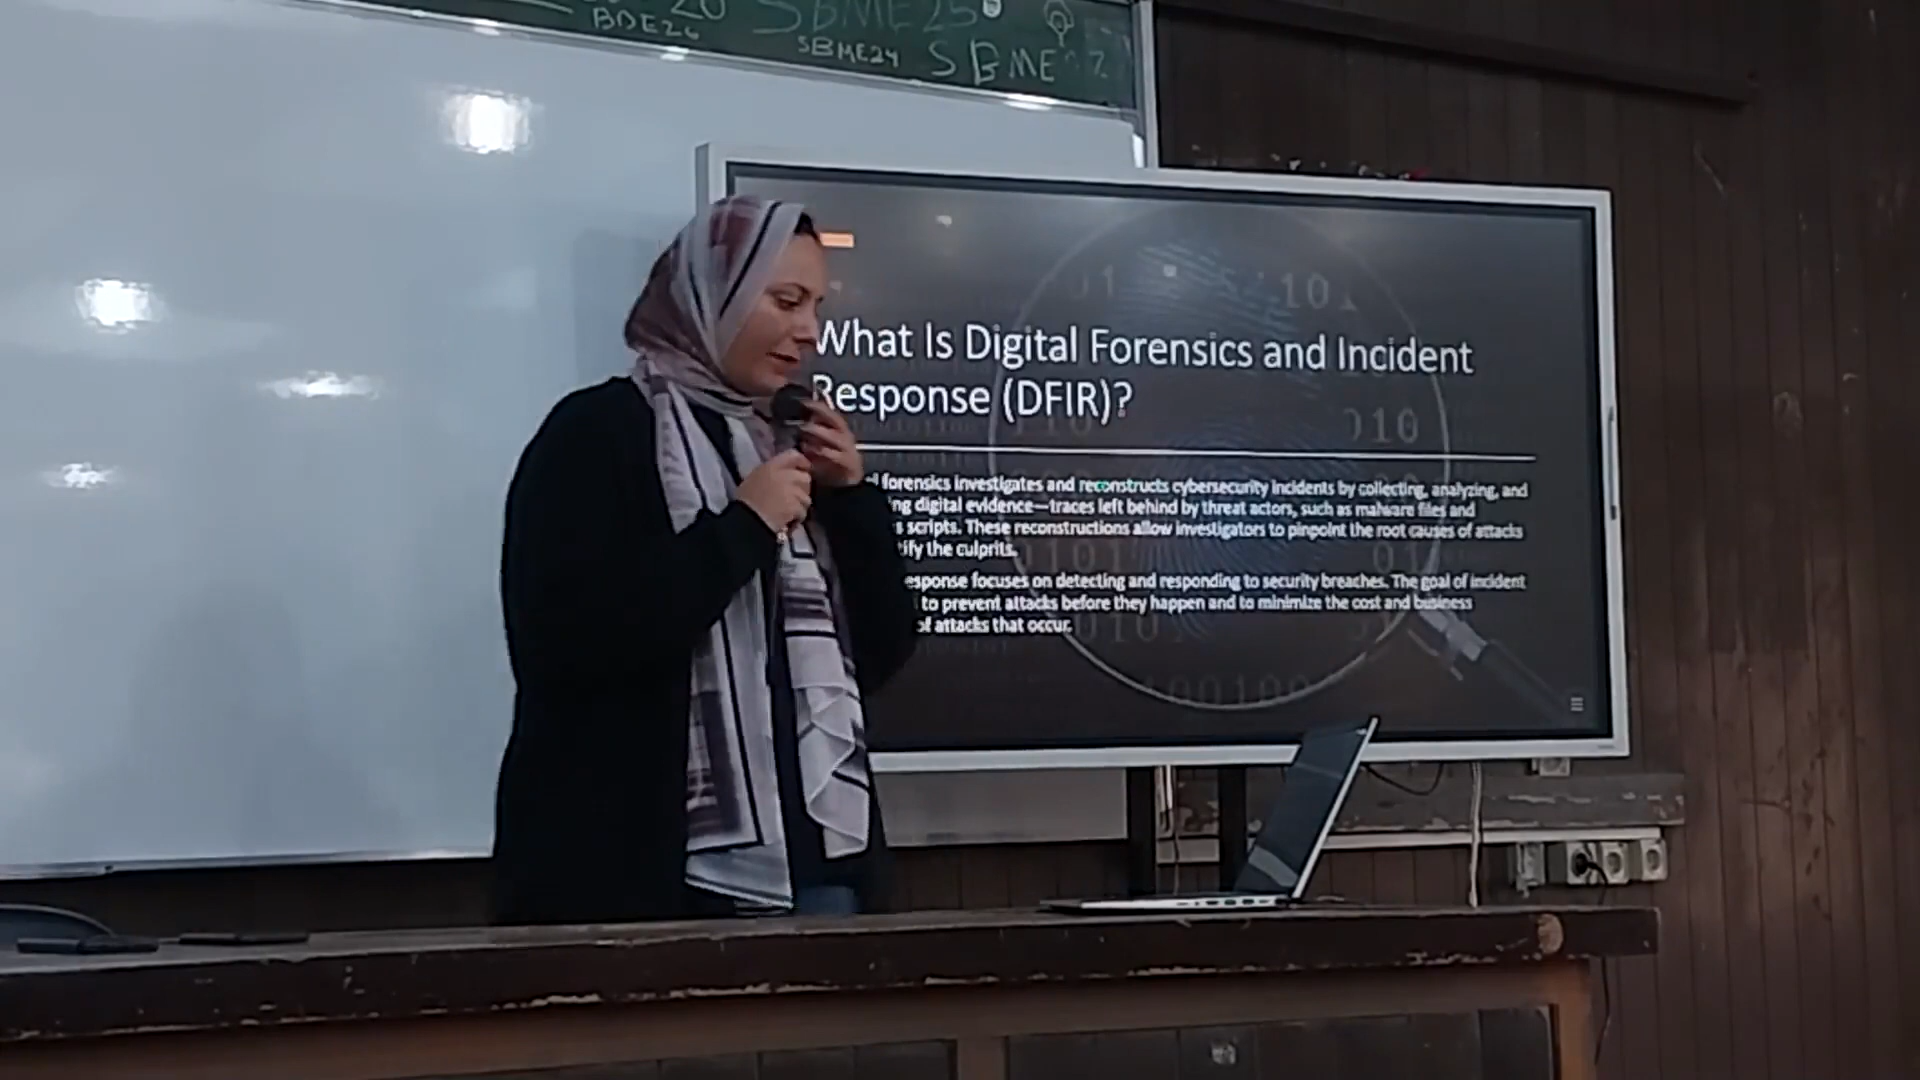 20 SBME25
BDE26
SBME24 SBME
101
What Is Digital Forensics and Incident
Response (DFIR)?
010
forensics investigates and reconstructs cybersecurity incidents by collecting, analyzing, and
digital evidence—traces left behind by threat actors, such as malware files and
scripts. These reconstructions allow investigators to pinpoint the root causes of attacks
the culprits.
focuses on detecting and responding to security breaches. The goal of incident
to prevent attacks before they happen and to minimize the cost and business
of attacks that occur.